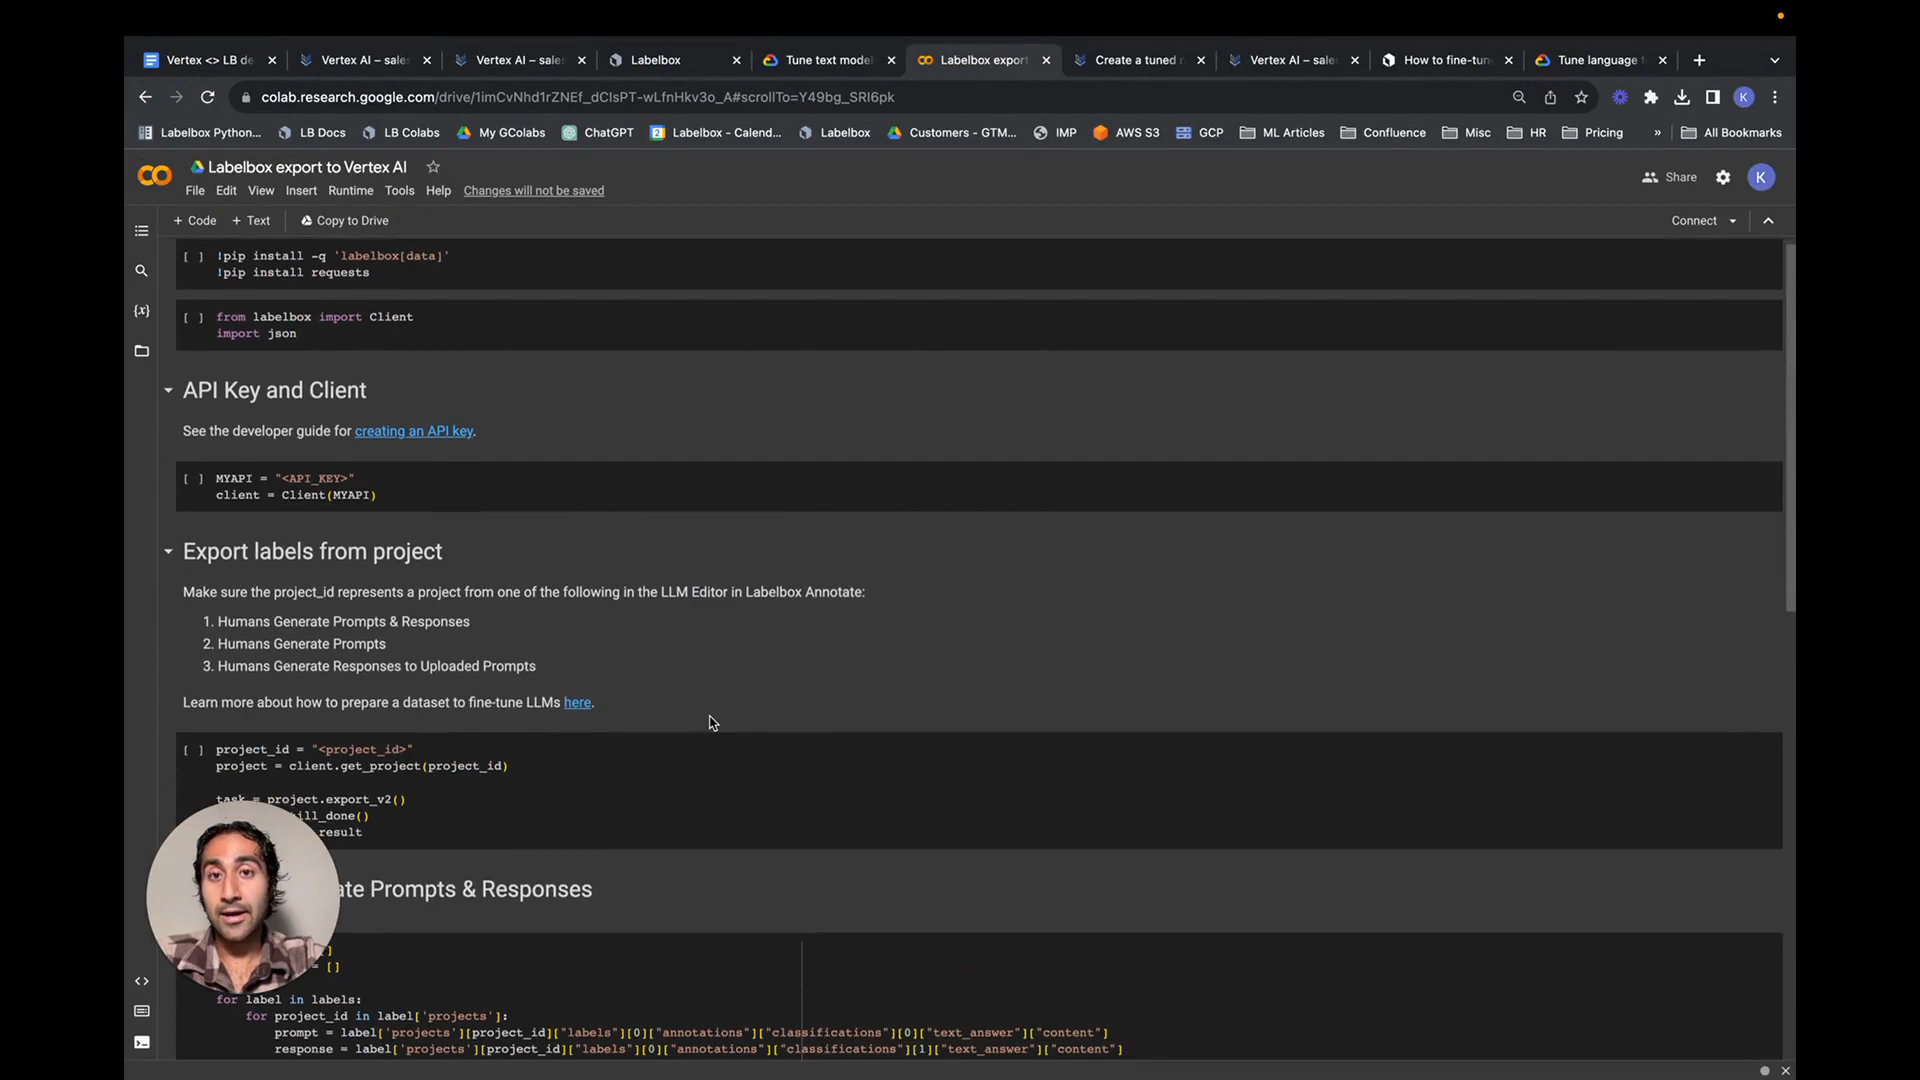 Vertex <> LB de
Vertex AI – sales
Vertex AI – sales
Labelbox
Tune text model
Labelbox export
Create a tuned
Vertex AI – sales
How to fine-tun
Tune language
colab.research.google.com/drive/1imCvNhd1rZNEf_dClsPT-wLfnHkv3o_A#scrollTo=Y49bg_SRI6pk
K
Labelbox Python...
LB Docs
LB Colabs
My GColabs
ChatGPT
Labelbox - Calend...
Labelbox
Customers - GTM...
IMP
AWS S3
GCP
ML Articles
Confluence
Misc
HR
Pricing
»
All Bookmarks
Labelbox export to Vertex AI
File Edit View Insert Runtime Tools Help Changes will not be saved
Share
K
+ Code + Text Copy to Drive
Connect
[ ] !pip install -q 'labelbox[data]'
!pip install requests
[ ] from labelbox import Client
import json
API Key and Client
See the developer guide for creating an API key.
[ ] MYAPI = "<API_KEY>"
client = Client(MYAPI)
Export labels from project
Make sure the project_id represents a project from one of the following in the LLM Editor in Labelbox Annotate:
1. Humans Generate Prompts & Responses
2. Humans Generate Prompts
3. Humans Generate Responses to Uploaded Prompts
Learn more about how to prepare a dataset to fine-tune LLMs here.
[ ] project_id = "<project_id>"
project = client.get_project(project_id)
task = project.export_v2()
ill_done()
result
ate Prompts & Responses
]
= []
for label in labels:
for project_id in label['projects']:
prompt = label['projects'][project_id]["labels"][0]["annotations"]["classifications"][0]["text_answer"]["content"]
response = label['projects'][project_id]["labels"][0]["annotations"]["classifications"][1]["text_answer"]["content"]